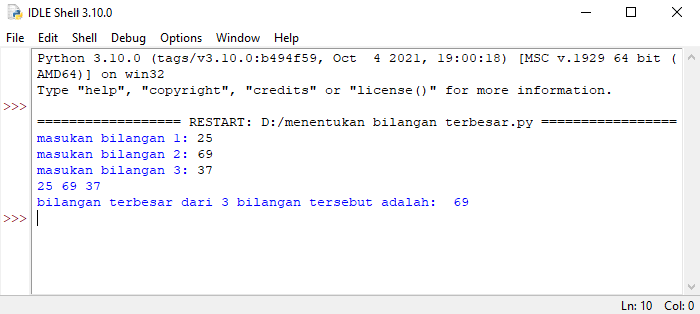 IDLE Shell 3.10.0
File Edit Shell Debug Options Window Help
Python 3.10.0 (tags/v3.10.0:b494f59, Oct  4 2021, 19:00:18) [MSC v.1929 64 bit (
AMD64)] on win32
Type "help", "copyright", "credits" or "license()" for more information.
>>>
================== RESTART: D:/menentukan bilangan terbesar.py =================
masukan bilangan 1: 25
masukan bilangan 2: 69
masukan bilangan 3: 37
25 69 37
bilangan terbesar dari 3 bilangan tersebut adalah:  69
>>>
Ln: 10 Col: 0